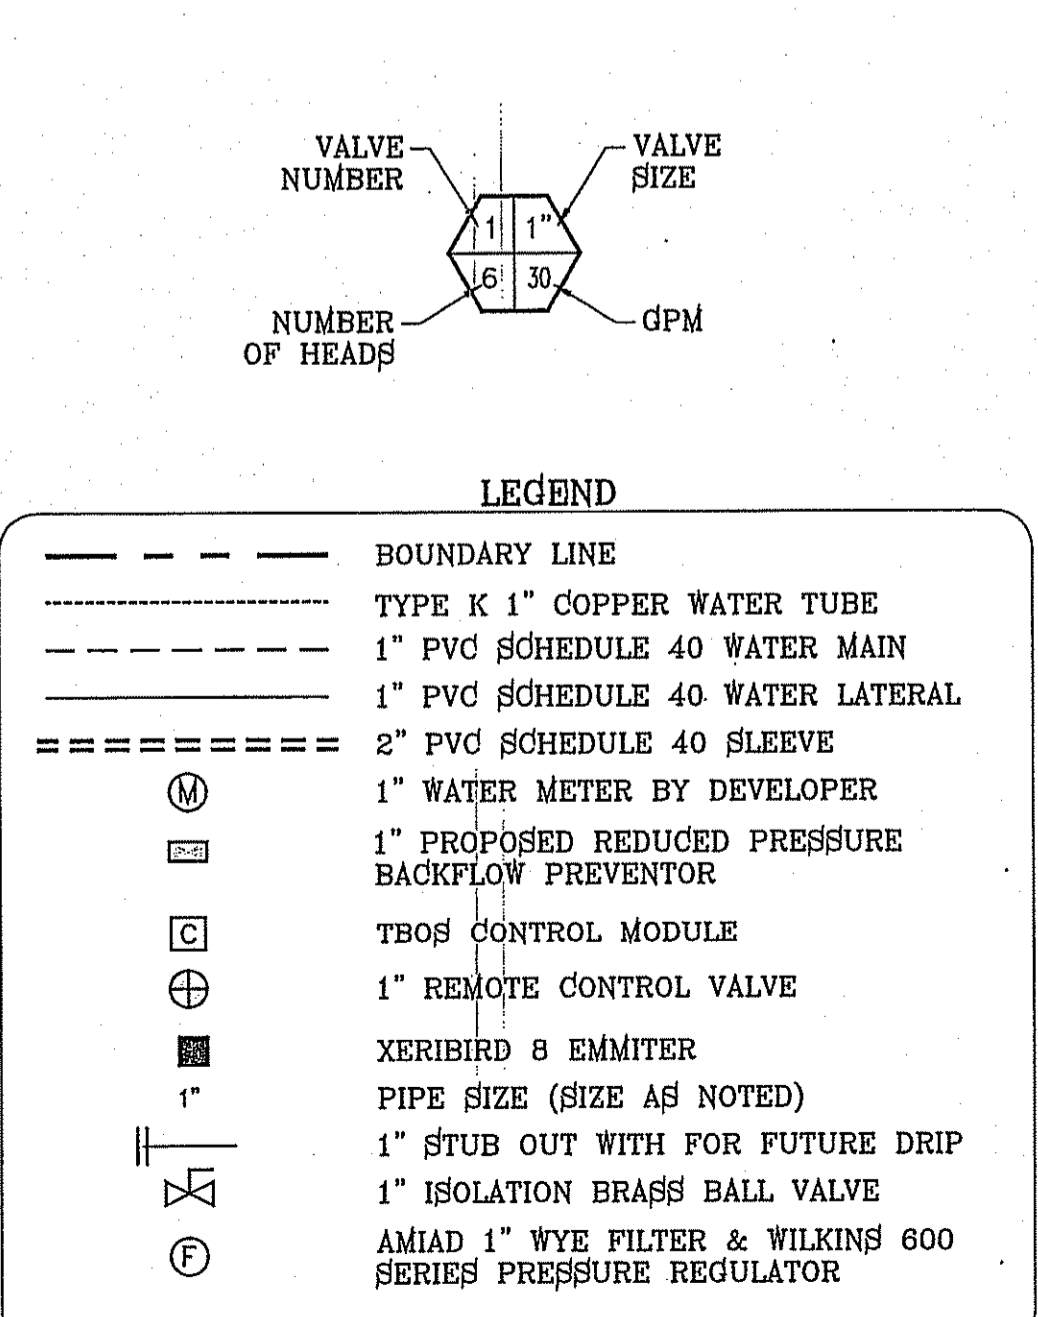 VALVE
NUMBER
VALVE
SIZE
1
1"
6
30
NUMBER
OF HEADS
GPM
LEGEND
BOUNDARY LINE
TYPE K 1" COPPER WATER TUBE
1" PVC SCHEDULE 40 WATER MAIN
1" PVC SCHEDULE 40 WATER LATERAL
2" PVC SCHEDULE 40 SLEEVE
M 1" WATER METER BY DEVELOPER
1" PROPOSED REDUCED PRESSURE
BACKFLOW PREVENTOR
C TBOS CONTROL MODULE
1" REMOTE CONTROL VALVE
XERIBIRD 8 EMMITER
1" PIPE SIZE (SIZE AS NOTED)
1" STUB OUT WITH FOR FUTURE DRIP
1" ISOLATION BRASS BALL VALVE
F AMIAD 1" WYE FILTER & WILKINS 600
SERIES PRESSURE REGULATOR